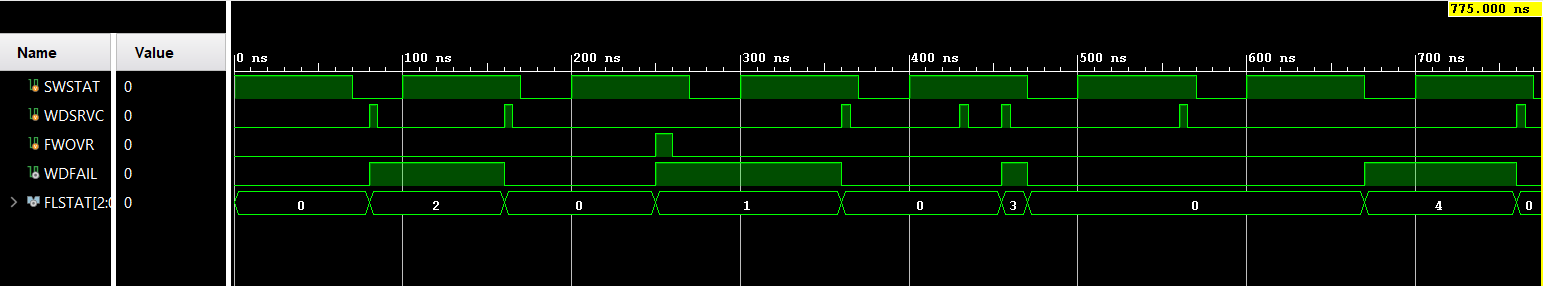 775.000 ns
Name Value
0 ns 100 ns 200 ns 300 ns 400 ns 500 ns 600 ns 700 ns
SWSTAT 0
WDSRVC 0
FWOVR 0
WDFAIL 0
FLSTAT[2:0 0 0 2 0 1 0 3 0 4 0